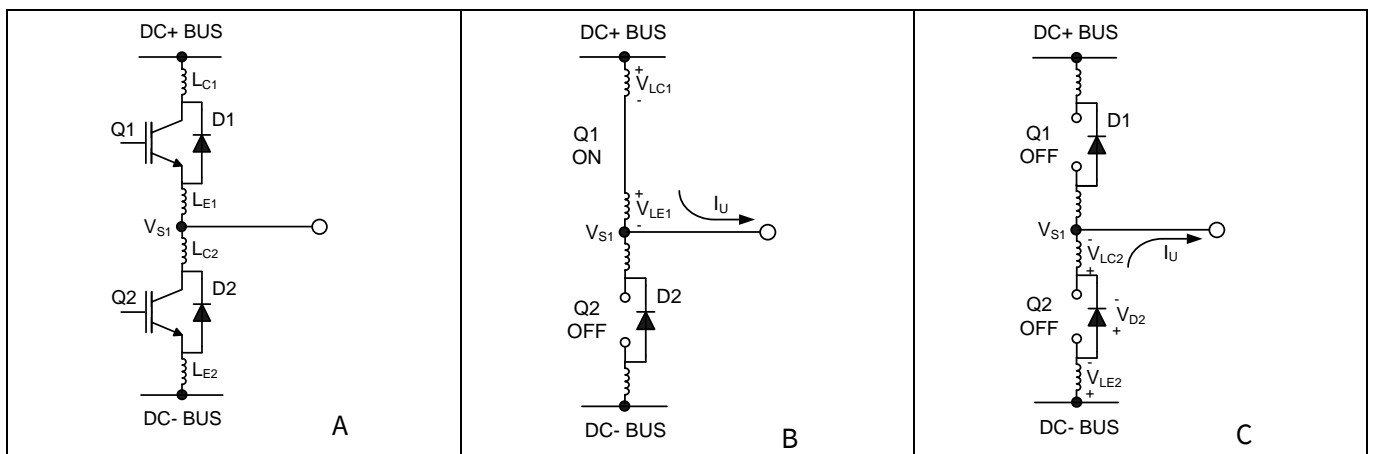 DC+ BUS
LC1
Q1
D1
LE1
VS1
LC2
Q2
D2
LE2
DC- BUS
A
DC+ BUS
+
VLC1
-
Q1
ON
+
VLE1
-
IU
VS1
Q2
OFF
D2
DC- BUS
B
DC+ BUS
Q1
OFF
D1
VS1
-
VLC2
+
IU
Q2
OFF
-
VD2
+
-
VLE2
+
DC- BUS
C